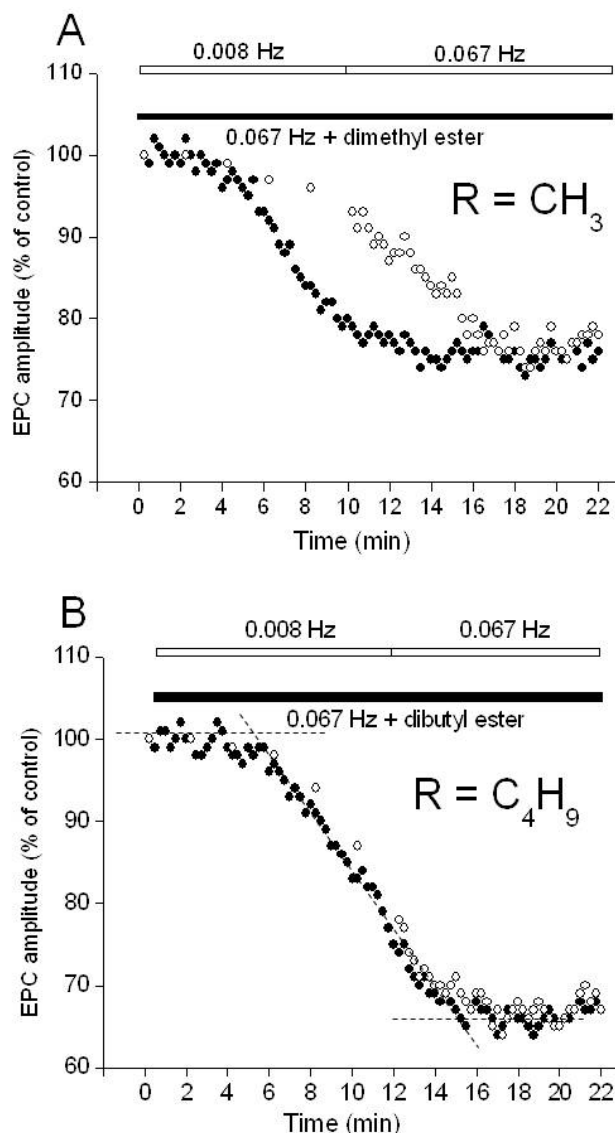 A
0.008 Hz 0.067 Hz
110
0.067 Hz + dimethyl ester
100
R = CH3
90
80
70
60
EPC amplitude (% of control)
0 2 4 6 8 10 12 14 16 18 20 22
Time (min)
B
0.008 Hz 0.067 Hz
110
0.067 Hz + dibutyl ester
100
R = C4H9
90
80
70
60
EPC amplitude (% of control)
0 2 4 6 8 10 12 14 16 18 20 22
Time (min)